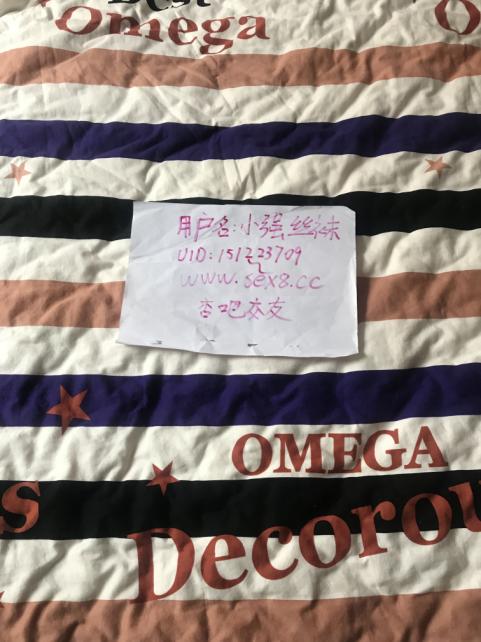 Best
Omega
O
用户名:小强丝袜
UID:151223709
www.sex8.cc
杏吧交友
OMEGA
s
Decorou